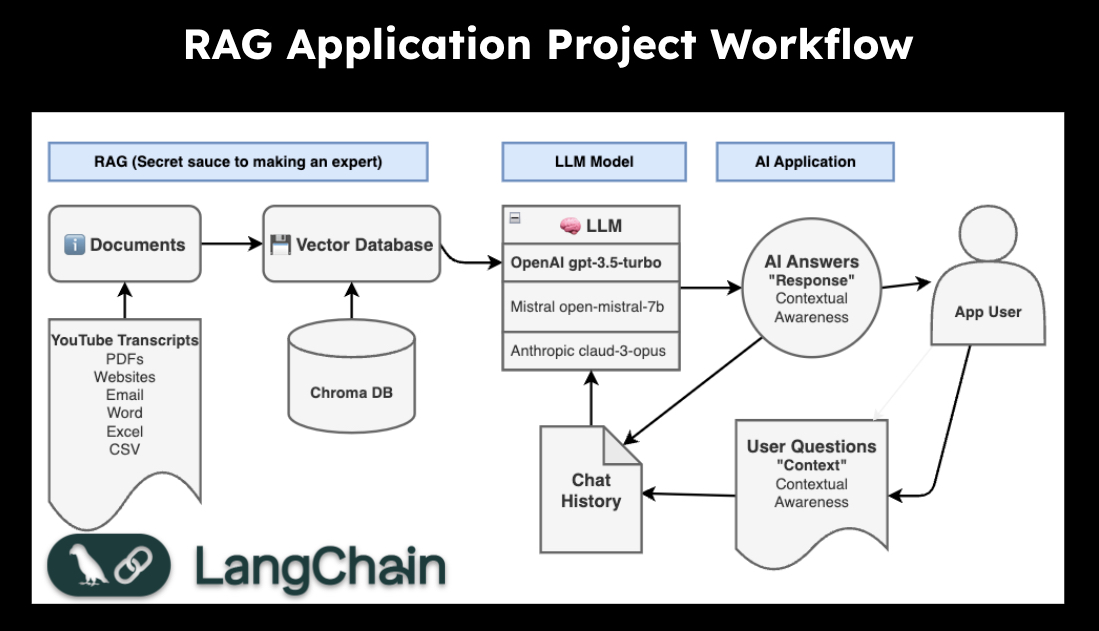 RAG Application Project Workflow
RAG (Secret sauce to making an expert)
LLM Model
AI Application
Documents
Vector Database
LLM
OpenAI gpt-3.5-turbo
Mistral open-mistral-7b
Anthropic claud-3-opus
AI Answers
"Response"
Contextual
Awareness
App User
YouTube Transcripts
PDFs
Websites
Email
Word
Excel
CSV
Chroma DB
Chat
History
User Questions
"Context"
Contextual
Awareness
LangChain